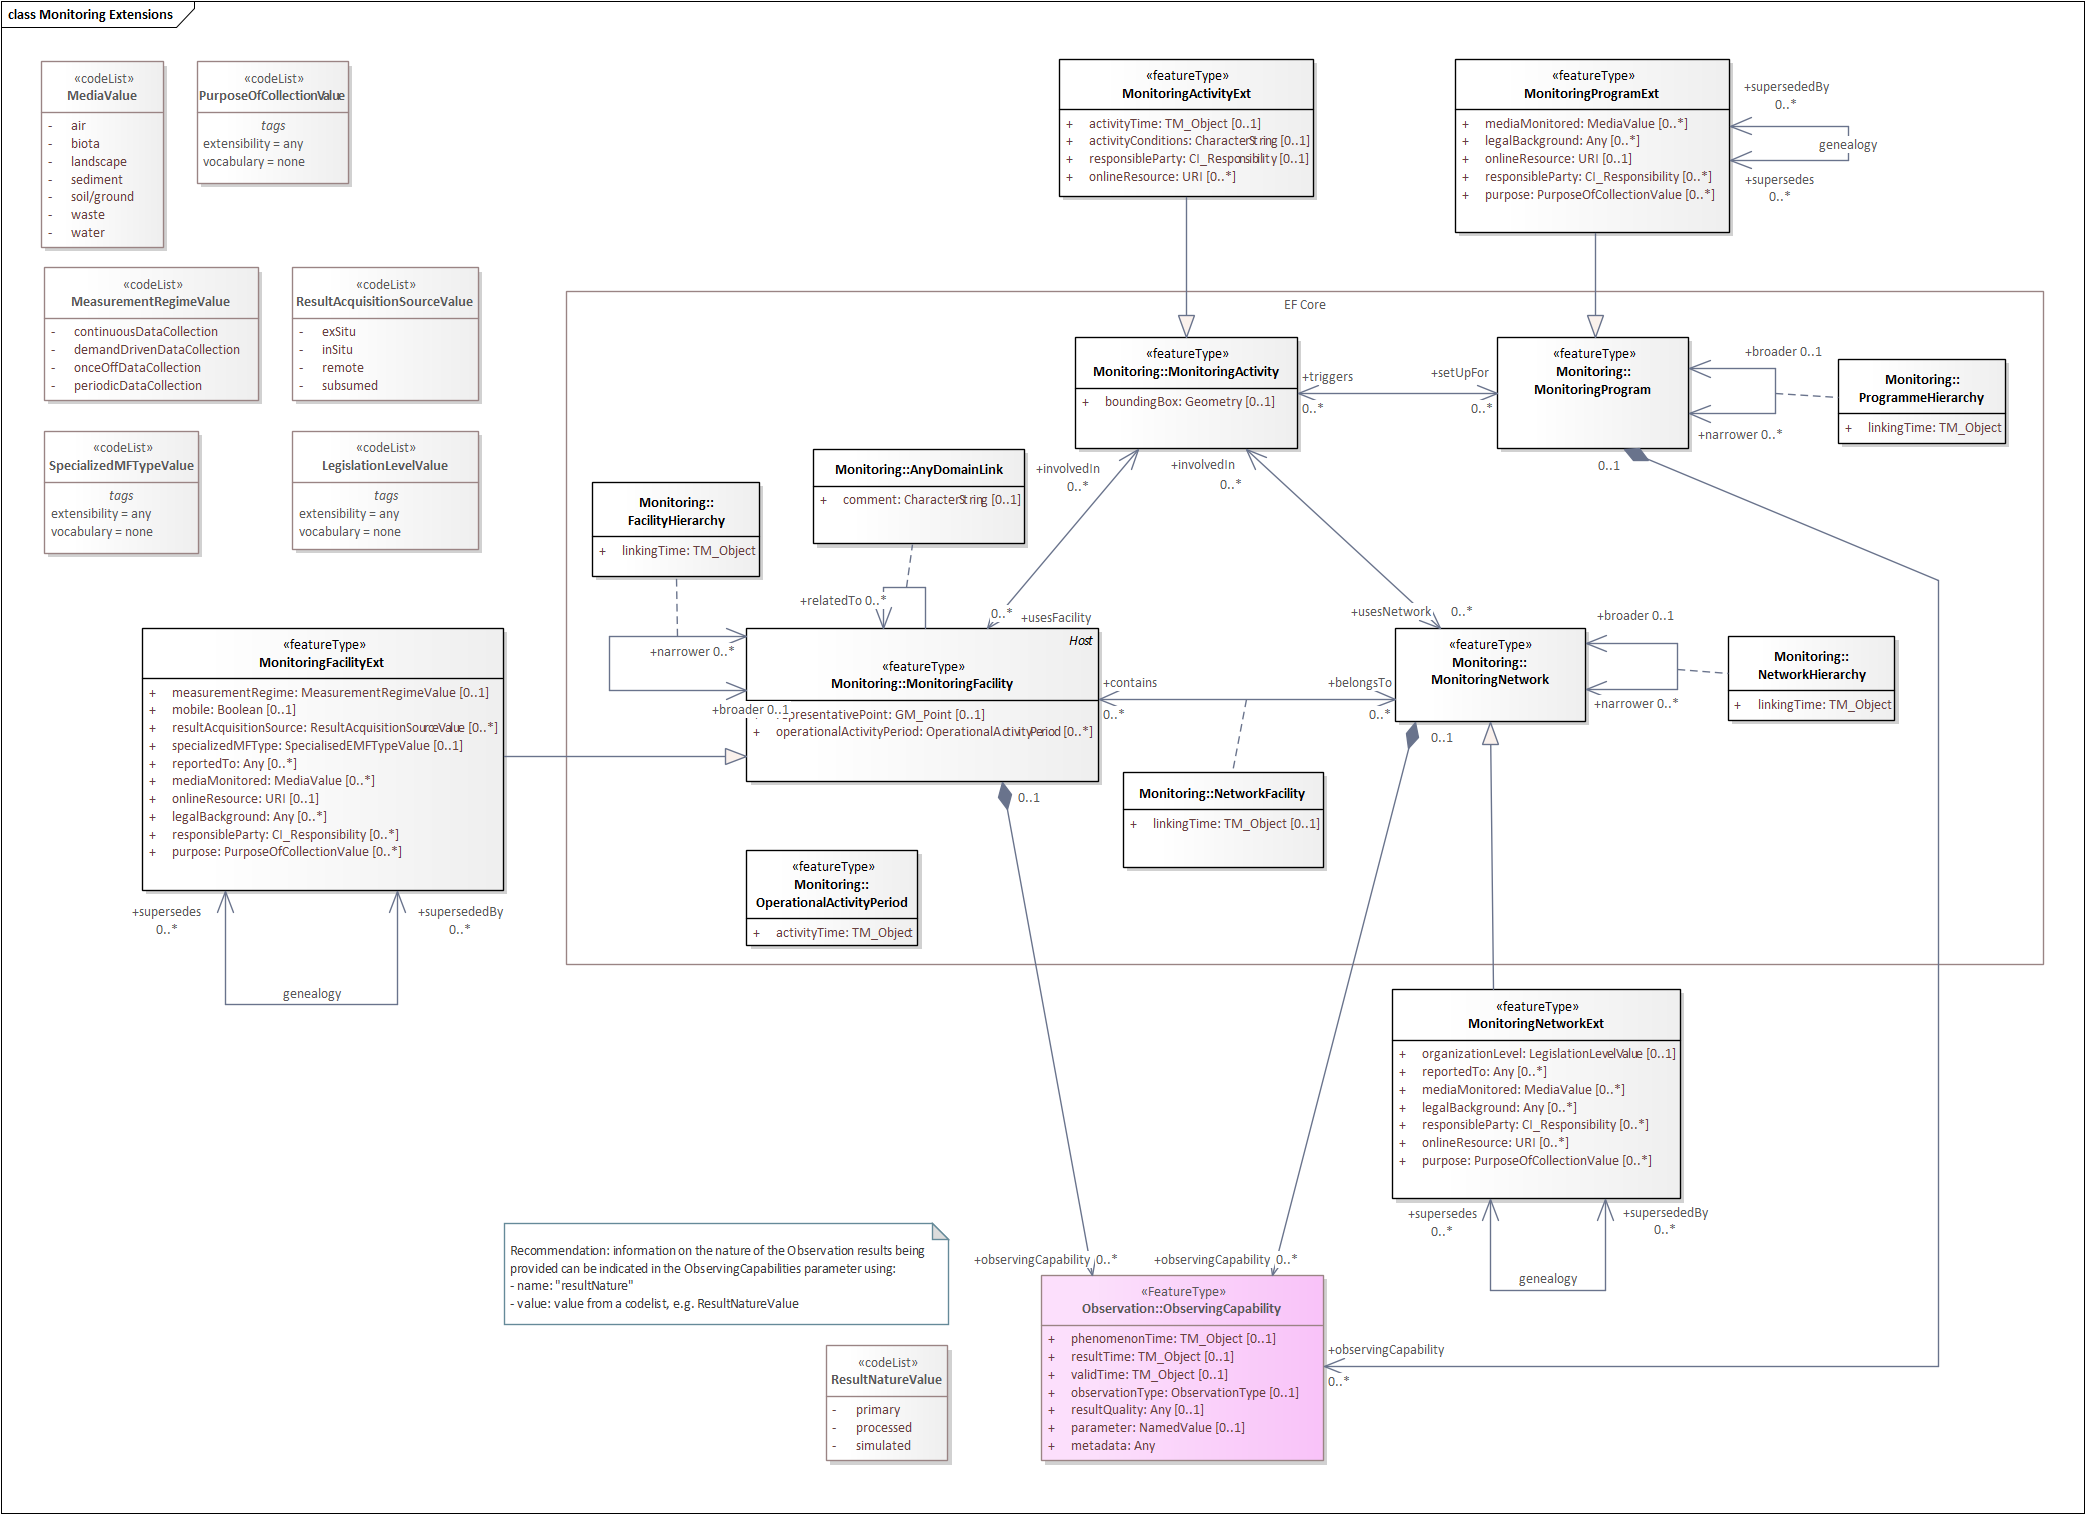 class Monitoring Extensions
«codeList»
MediaValue
- air
- biota
- landscape
- sediment
- soil/ground
- waste
- water
«codeList»
PurposeOfCollectionValue
tags
extensibility = any
vocabulary = none
«codeList»
MeasurementRegimeValue
- continuousDataCollection
- demandDrivenDataCollection
- onceOffDataCollection
- periodicDataCollection
«codeList»
ResultAcquisitionSourceValue
- exSitu
- inSitu
- remote
- subsumed
«codeList»
SpecializedMFTypeValue
tags
extensibility = any
vocabulary = none
«codeList»
LegislationLevelValue
tags
extensibility = any
vocabulary = none
«featureType»
MonitoringActivityExt
+ activityTime: TM_Object [0..1]
+ activityConditions: CharacterString [0..1]
+ responsibleParty: CI_Responsibility [0..1]
+ onlineResource: URI [0..*]
«featureType»
MonitoringProgramExt
+ mediaMonitored: MediaValue [0..*]
+ legalBackground: Any [0..*]
+ onlineResource: URI [0..1]
+ responsibleParty: CI_Responsibility [0..*]
+ purpose: PurposeOfCollectionValue [0..*]
+supersededBy
0..*
genealogy
+supersedes
0..*
EF Core
«featureType»
Monitoring::MonitoringActivity
+ boundingBox: Geometry [0..1]
+triggers
0..*
+setUpFor
0..*
«featureType»
Monitoring::
MonitoringProgram
+broader 0..1
+narrower 0..*
Monitoring::
ProgrammeHierarchy
+ linkingTime: TM_Object
0..1
Monitoring::AnyDomainLink
+ comment: CharacterString [0..1]
+involvedIn
0..*
+involvedIn
0..*
Monitoring::
FacilityHierarchy
+ linkingTime: TM_Object
+relatedTo 0..*
0..*
+usesFacility
+usesNetwork
0..*
+narrower 0..*
+broader 0..1
Host
«featureType»
Monitoring::MonitoringFacility
presentativePoint: GM_Point [0..1]
+ operationalActivityPeriod: OperationalActivityPeriod [0..*]
0..1
+contains
0..*
+belongsTo
0..*
«featureType»
Monitoring::
MonitoringNetwork
0..1
+broader 0..1
+narrower 0..*
Monitoring::
NetworkHierarchy
+ linkingTime: TM_Object
«featureType»
MonitoringFacilityExt
+ measurementRegime: MeasurementRegimeValue [0..1]
+ mobile: Boolean [0..1]
+ resultAcquisitionSource: ResultAcquisitionSourceValue [0..*]
+ specializedMFType: SpecialisedEMFTypeValue [0..1]
+ reportedTo: Any [0..*]
+ mediaMonitored: MediaValue [0..*]
+ onlineResource: URI [0..1]
+ legalBackground: Any [0..*]
+ responsibleParty: CI_Responsibility [0..*]
+ purpose: PurposeOfCollectionValue [0..*]
+supersedes
0..*
+supersededBy
0..*
genealogy
Monitoring::NetworkFacility
+ linkingTime: TM_Object [0..1]
«featureType»
Monitoring::
OperationalActivityPeriod
+ activityTime: TM_Object
«featureType»
MonitoringNetworkExt
+ organizationLevel: LegislationLevelValue [0..1]
+ reportedTo: Any [0..*]
+ mediaMonitored: MediaValue [0..*]
+ legalBackground: Any [0..*]
+ responsibleParty: CI_Responsibility [0..*]
+ onlineResource: URI [0..*]
+ purpose: PurposeOfCollectionValue [0..*]
+supersedes
0..*
+supersededBy
0..*
genealogy
Recommendation: information on the nature of the Observation results being
provided can be indicated in the ObservingCapabilities parameter using:
- name: "resultNature"
- value: value from a codelist, e.g. ResultNatureValue
+observingCapability 0..*
+observingCapability 0..*
«FeatureType»
Observation::ObservingCapability
+ phenomenonTime: TM_Object [0..1]
+ resultTime: TM_Object [0..1]
+ validTime: TM_Object [0..1]
+ observationType: ObservationType [0..1]
+ resultQuality: Any [0..1]
+ parameter: NamedValue [0..1]
+ metadata: Any
+observingCapability
0..*
«codeList»
ResultNatureValue
- primary
- processed
- simulated